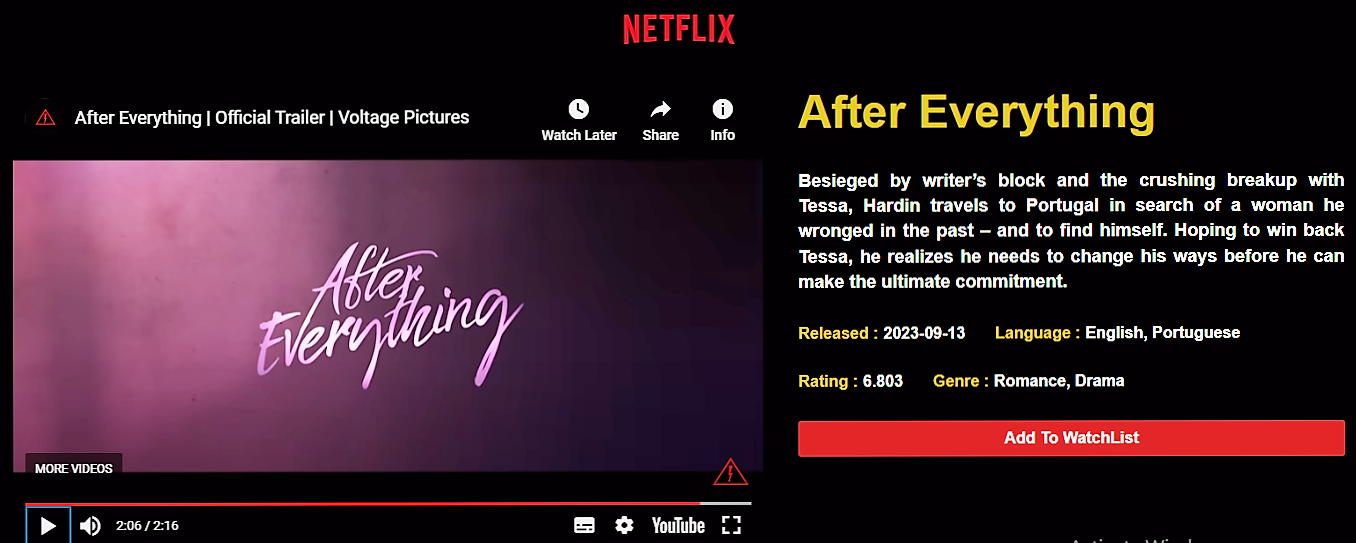 NETFLIX
After Everything | Official Trailer | Voltage Pictures
Watch Later
Share
Info
After
Everything
MORE VIDEOS
2:06 / 2:16
YouTube
After Everything
Besieged by writer’s block and the crushing breakup with
Tessa, Hardin travels to Portugal in search of a woman he
wronged in the past – and to find himself. Hoping to win back
Tessa, he realizes he needs to change his ways before he can
make the ultimate commitment.
Released : 2023-09-13 Language : English, Portuguese
Rating : 6.803 Genre : Romance, Drama
Add To WatchList